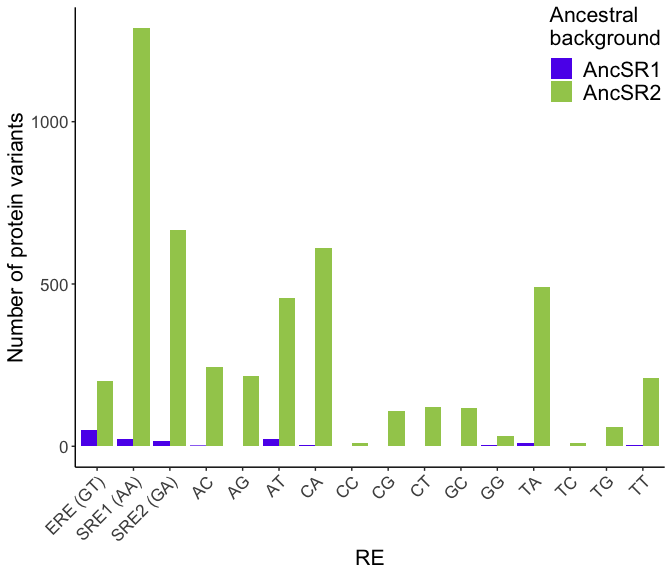 Ancestral
background
AncSR1
AncSR2
Number of protein variants
1000
500
0
ERE (GT)
SRE1 (AA)
SRE2 (GA)
AC
AG
AT
CA
CC
CG
CT
GC
GG
TA
TC
TG
TT
RE